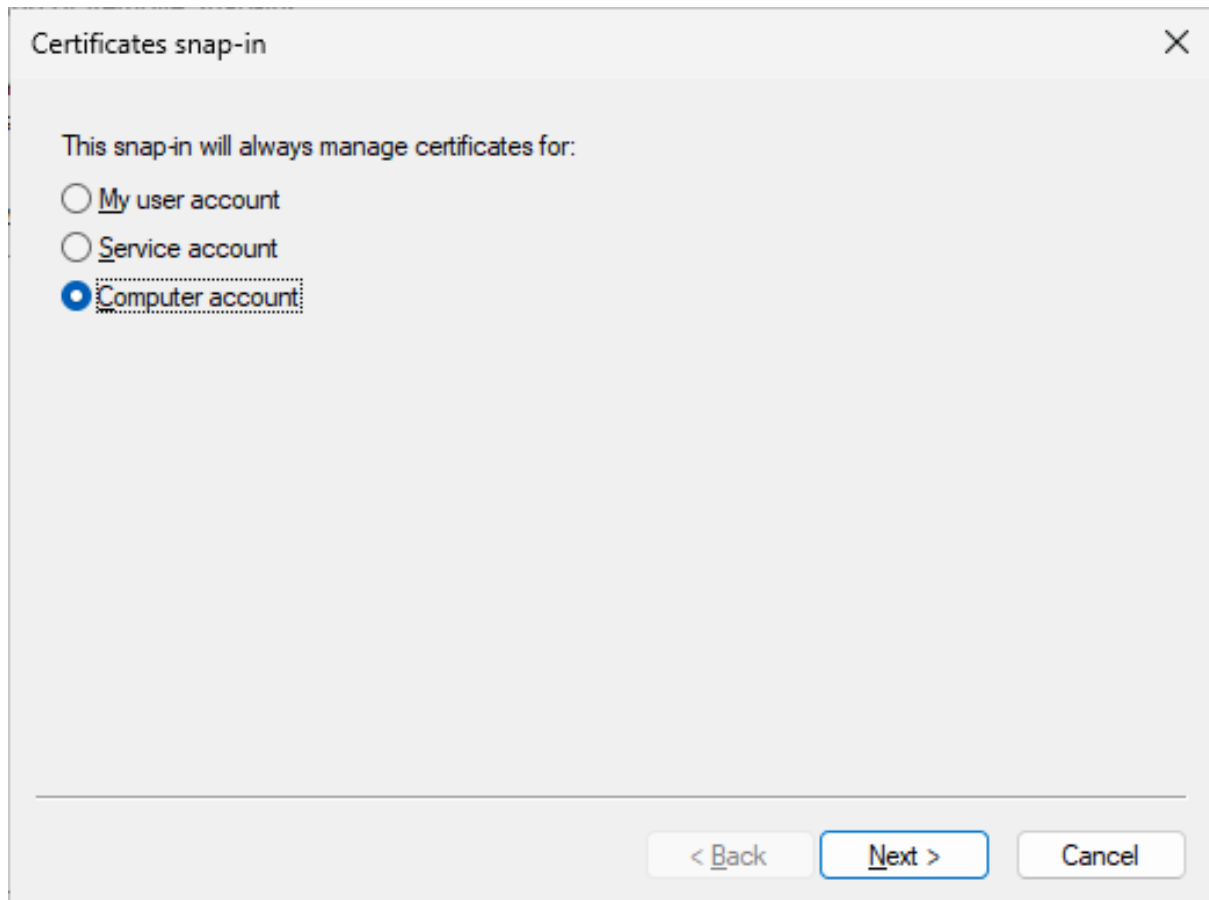 Certificates snap-in
This snap-in will always manage certificates for:
My user account
Service account
Computer account
< Back
Next >
Cancel